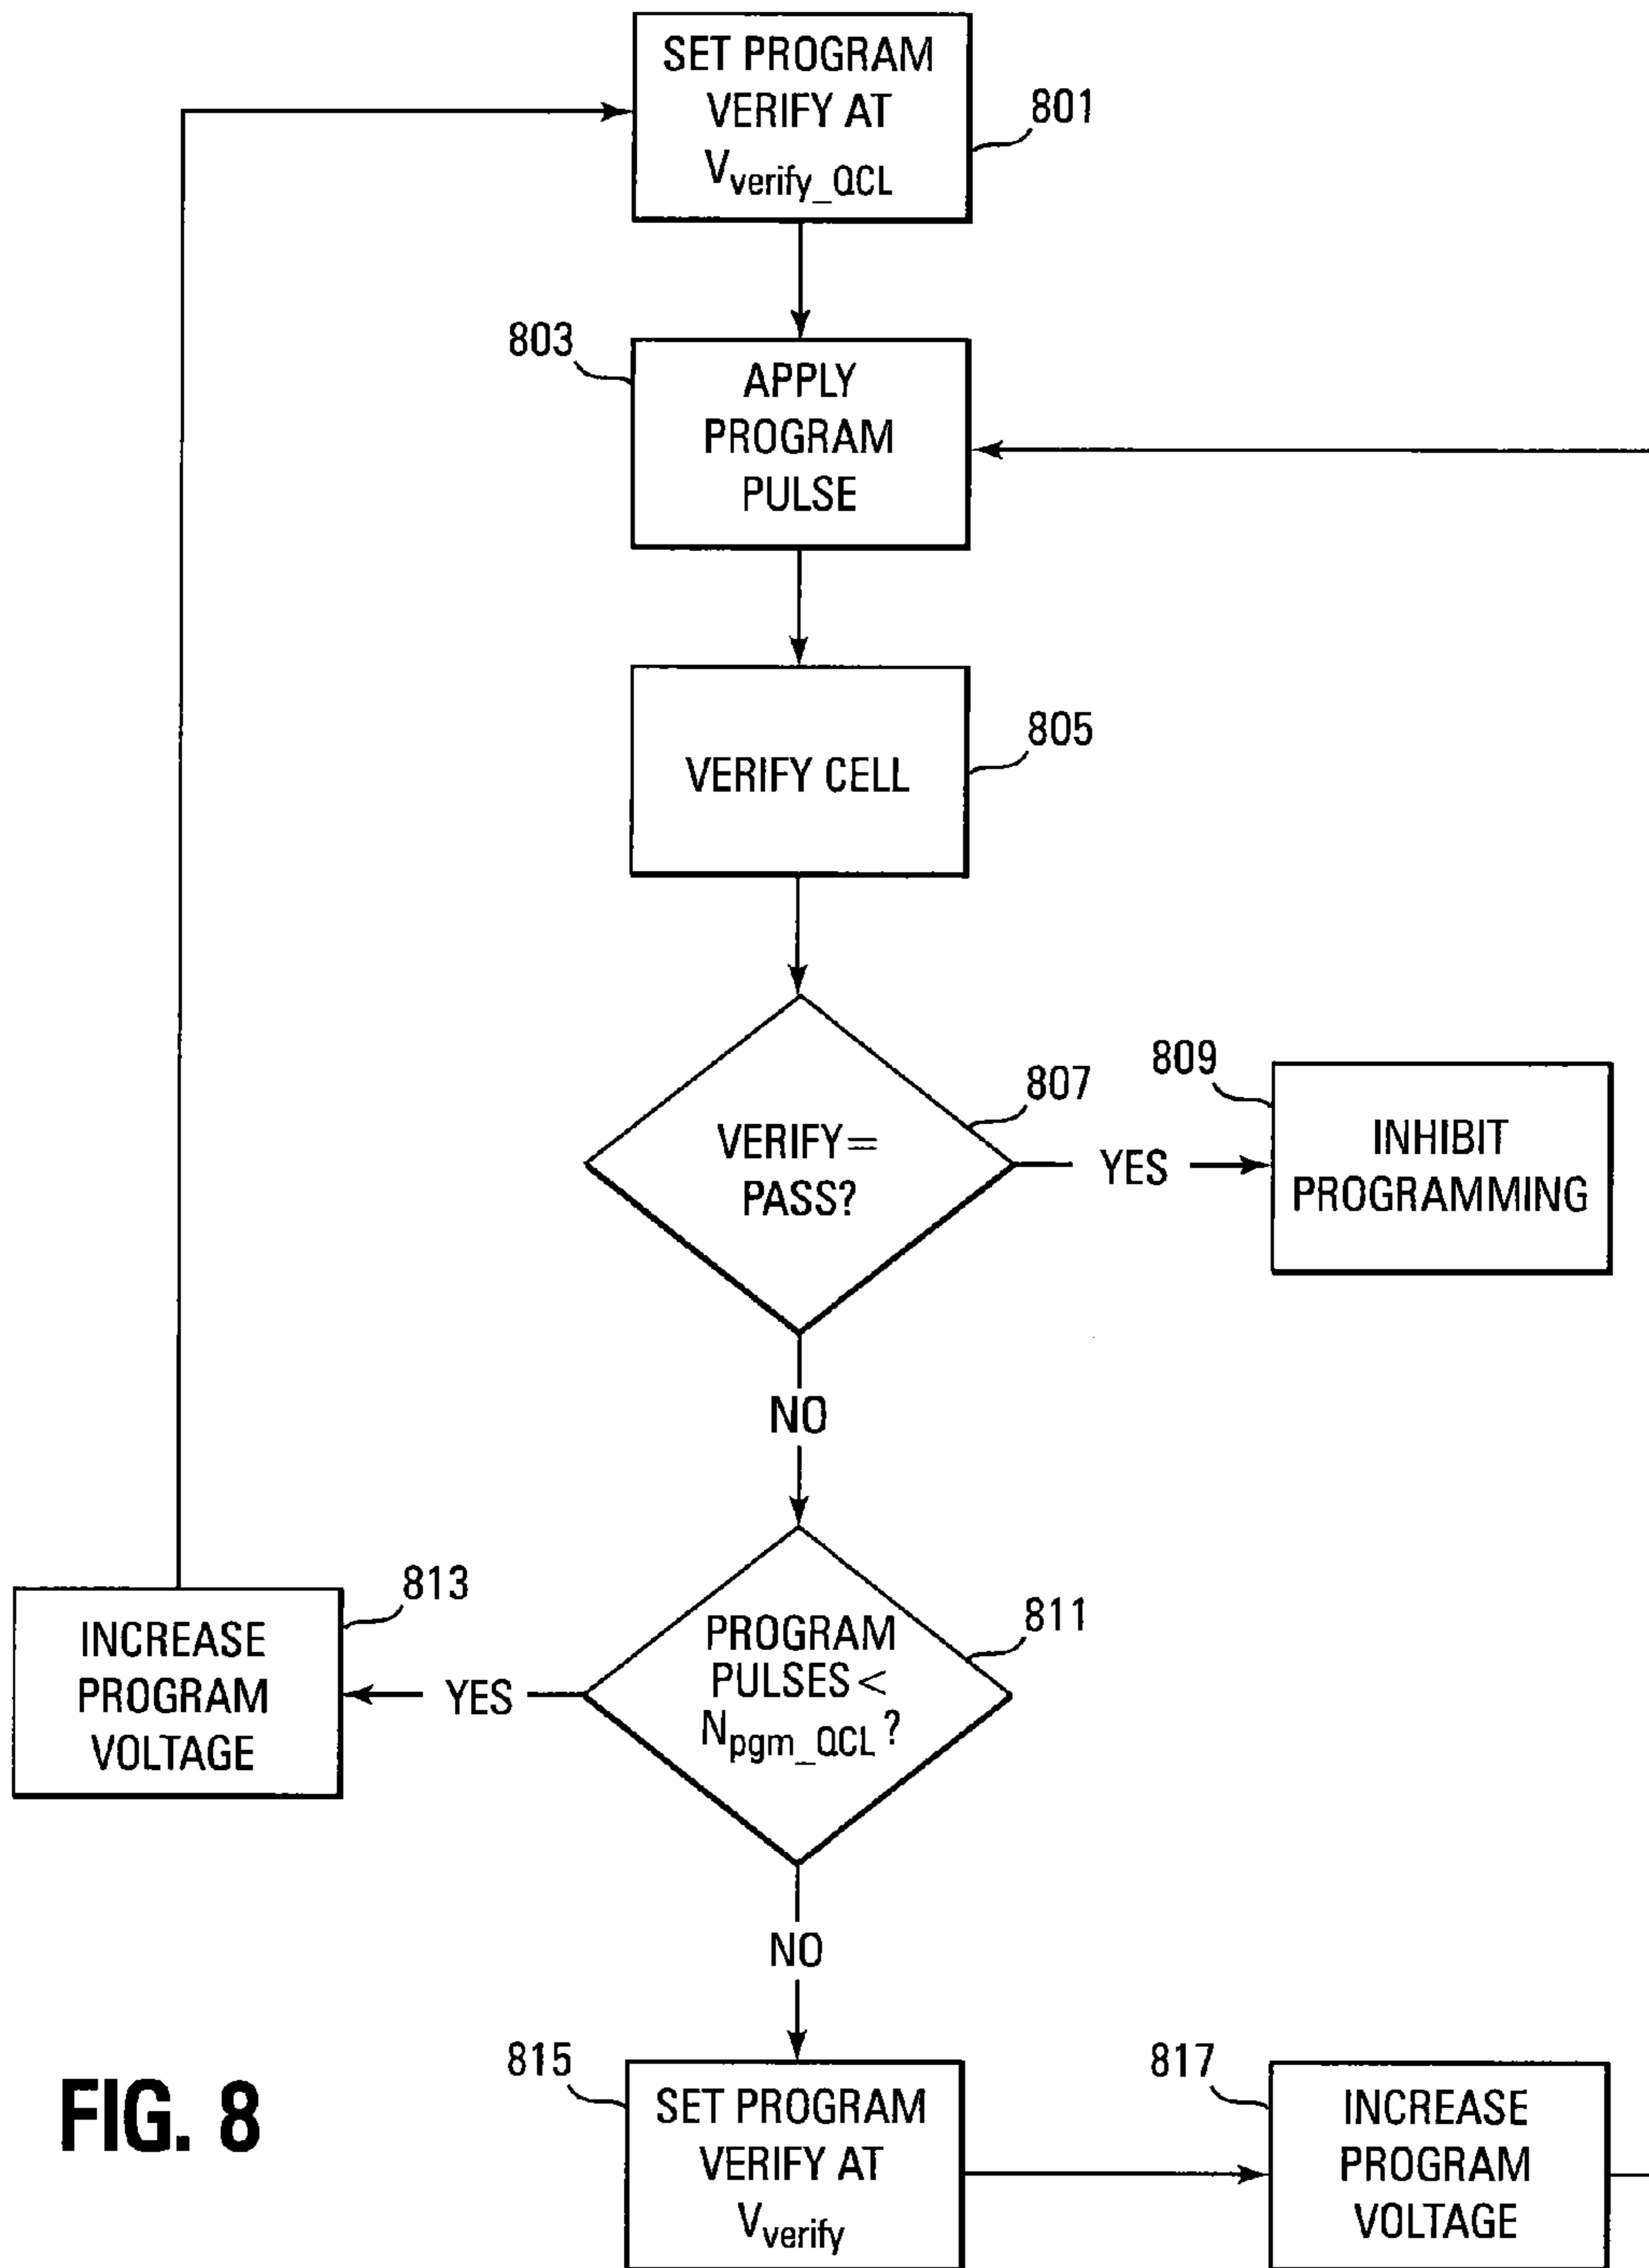 SET PROGRAM
VERIFY AT
Vverify_QCL
801
803
APPLY
PROGRAM
PULSE
VERIFY CELL
805
807
VERIFY=
PASS?
YES
809
INHIBIT
PROGRAMMING
NO
813
INCREASE
PROGRAM
VOLTAGE
YES
811
PROGRAM
PULSES <
Npgm_QCL ?
NO
815
SET PROGRAM
VERIFY AT
Vverify
817
INCREASE
PROGRAM
VOLTAGE
FIG. 8